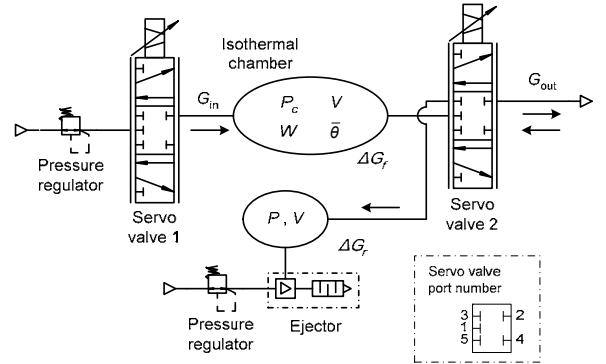 Isothermal
chamber
Servo
valve 2
G_in
G_out
P_c V
W θ̄
ΔG_f
Pressure
regulator
Servo
valve 1
P , V
ΔG_r
Pressure
regulator
Ejector
Servo valve
port number
3 2
1
5 4